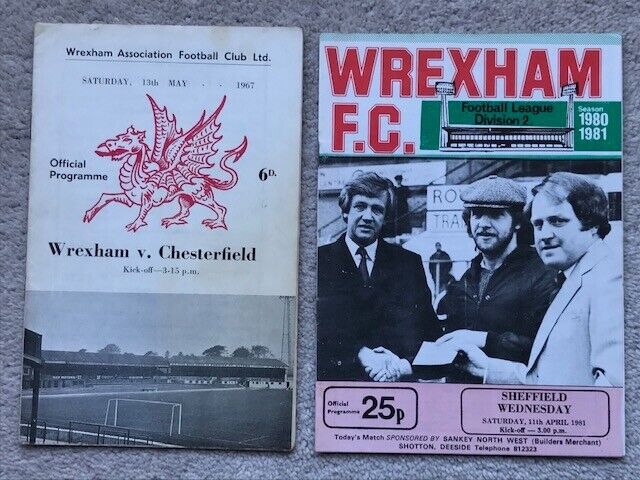 Wrexham Association Football Club Ltd.
SATURDAY, 13th MAY . . 1967
Official
Programme
6D.
Wrexham v. Chesterfield
Kick-off—3-15 p.m.
WREXHAM
F.C.
Football League
Division 2
Season
1980
1981
ROU
TRA
Official
Programme
25p
SHEFFIELD
WEDNESDAY
SATURDAY, 11th APRIL 1981
Kick-off — 3.00 p.m.
Today's Match SPONSORED BY SANKEY NORTH WEST (Builders Merchant)
SHOTTON, DEESIDE Telephone 812323